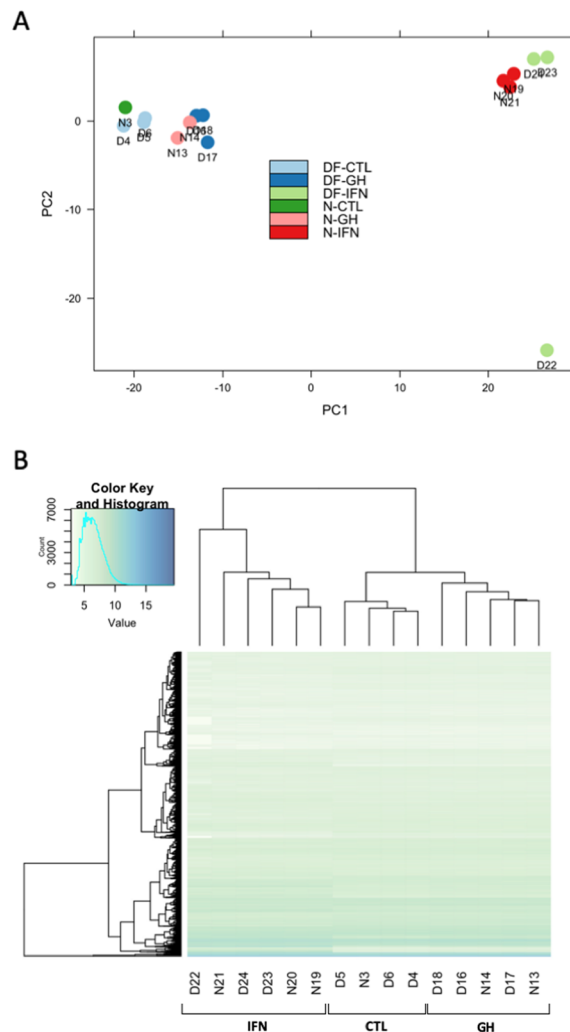 A
0
-10
-20
PC2
N3
D4
D5
D6
N13
N14
D18
D17
D24
D23
N19
N20
N21
D22
DF-CTL
DF-GH
DF-IFN
N-CTL
N-GH
N-IFN
-20 -10 0 10 20
PC1
B
Color Key
and Histogram
Count
0 3000 7000
5 10 15
Value
D22 N21 D24 D23 N20 N19 D5 N3 D6 D4 D18 D16 N14 D17 N13
IFN CTL GH